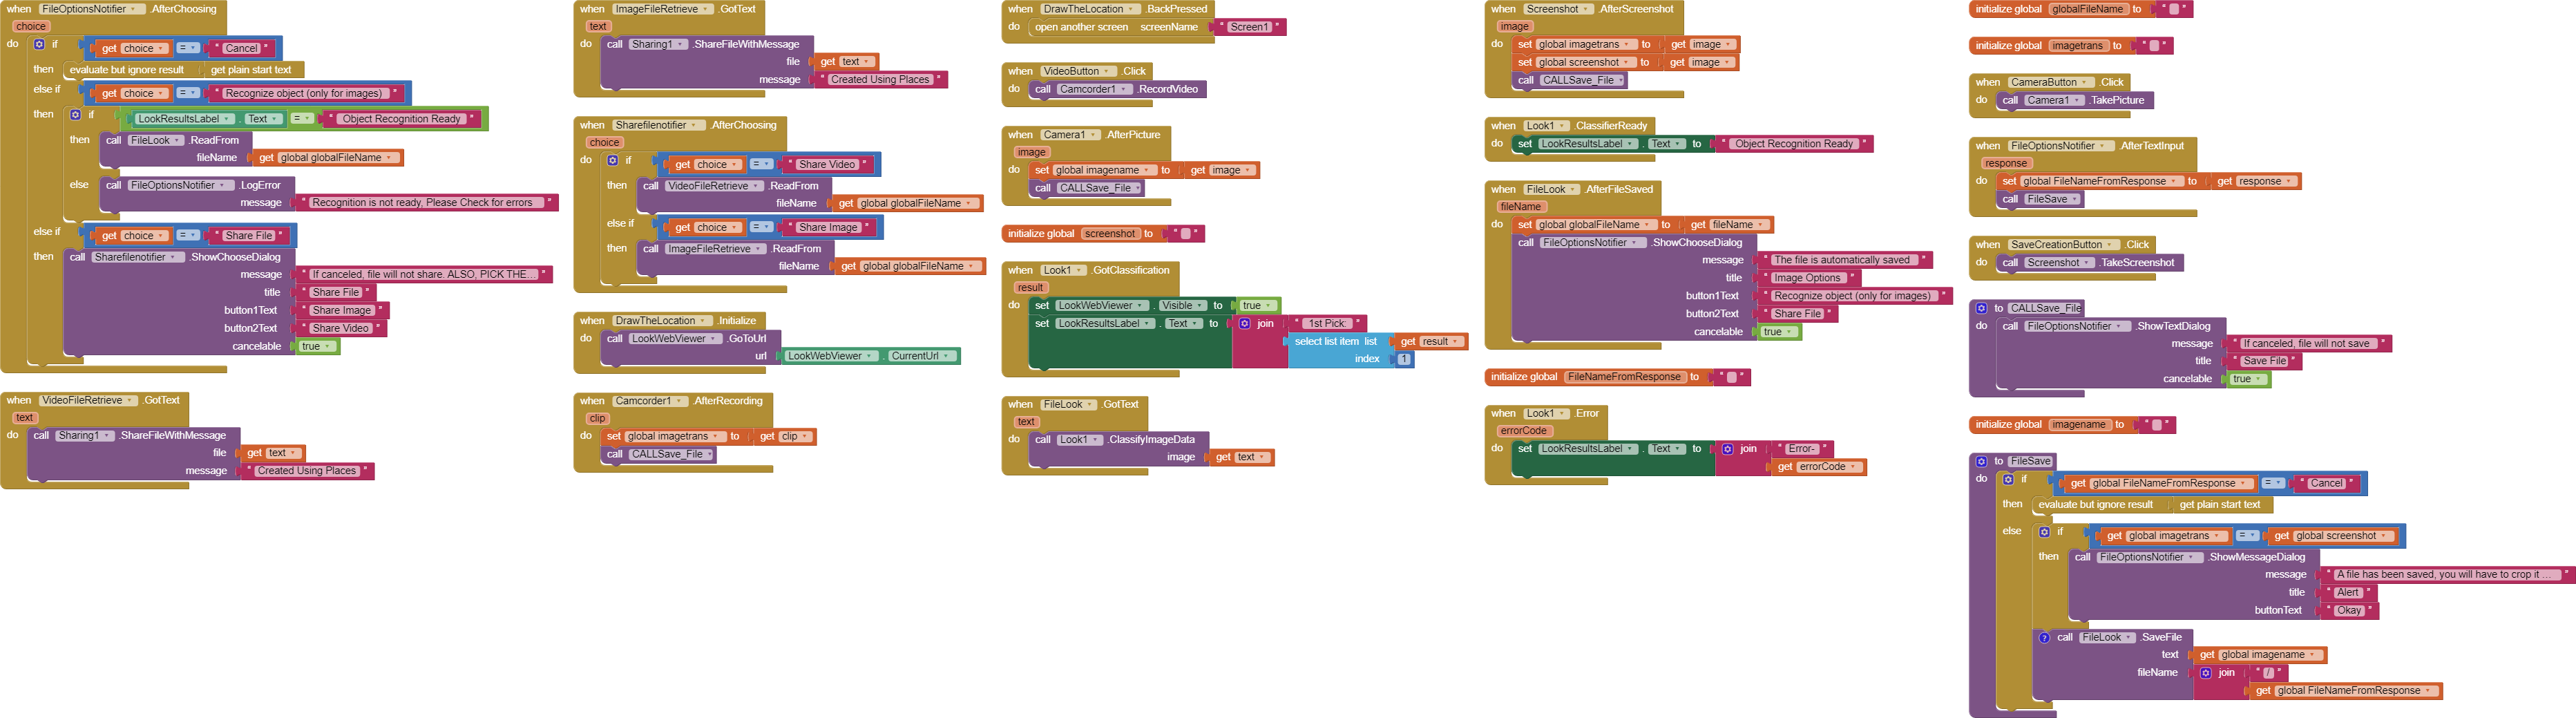 when FileOptionsNotifier .AfterChoosing
choice
do if get choice = " Cancel "
then evaluate but ignore result get plain start text
else if get choice = " Recognize object (only for images) "
then if LookResultsLabel . Text = " Object Recognition Ready "
then call FileLook .ReadFrom
fileName get global globalFileName
else call FileOptionsNotifier .LogError
message " Recognition is not ready, Please Check for errors "
else if get choice = " Share File "
then call Sharefilenotifier .ShowChooseDialog
message " If canceled, file will not share. ALSO, PICK THE... "
title " Share File "
button1Text " Share Image "
button2Text " Share Video "
cancelable true
when VideoFileRetrieve .GotText
text
do call Sharing1 .ShareFileWithMessage
file get text
message " Created Using Places "
when ImageFileRetrieve .GotText
text
do call Sharing1 .ShareFileWithMessage
file get text
message " Created Using Places "
when Sharefilenotifier .AfterChoosing
choice
do if get choice = " Share Video "
then call VideoFileRetrieve .ReadFrom
fileName get global globalFileName
else if get choice = " Share Image "
then call ImageFileRetrieve .ReadFrom
fileName get global globalFileName
when DrawTheLocation .Initialize
do call LookWebViewer .GoToUrl
url LookWebViewer . CurrentUrl
when Camcorder1 .AfterRecording
clip
do set global imagetrans to get clip
call CALLSave_File
when DrawTheLocation .BackPressed
do open another screen screenName " Screen1 "
when VideoButton .Click
do call Camcorder1 .RecordVideo
when Camera1 .AfterPicture
image
do set global imagename to get image
call CALLSave_File
initialize global screenshot to " "
when Look1 .GotClassification
result
do set LookWebViewer . Visible to true
set LookResultsLabel . Text to join " 1st Pick: "
select list item list get result
index 1
when FileLook .GotText
text
do call Look1 .ClassifyImageData
image get text
when Screenshot .AfterScreenshot
image
do set global imagetrans to get image
set global screenshot to get image
call CALLSave_File
when Look1 .ClassifierReady
do set LookResultsLabel . Text to " Object Recognition Ready "
when FileLook .AfterFileSaved
fileName
do set global globalFileName to get fileName
call FileOptionsNotifier .ShowChooseDialog
message " The file is automatically saved "
title " Image Options "
button1Text " Recognize object (only for images) "
button2Text " Share File "
cancelable true
initialize global FileNameFromResponse to " "
when Look1 .Error
errorCode
do set LookResultsLabel . Text to join " Error- "
get errorCode
initialize global globalFileName to " "
initialize global imagetrans to " "
when CameraButton .Click
do call Camera1 .TakePicture
when FileOptionsNotifier .AfterTextInput
response
do set global FileNameFromResponse to get response
call FileSave
when SaveCreationButton .Click
do call Screenshot .TakeScreenshot
to CALLSave_File
do call FileOptionsNotifier .ShowTextDialog
message " If canceled, file will not save "
title " Save File "
cancelable true
initialize global imagename to " "
to FileSave
do if get global FileNameFromResponse = " Cancel "
then evaluate but ignore result get plain start text
else if get global imagetrans = get global screenshot
then call FileOptionsNotifier .ShowMessageDialog
message " A file has been saved, you will have to crop it ... "
title " Alert "
buttonText " Okay "
? call FileLook .SaveFile
text get global imagename
fileName join " / "
get global FileNameFromResponse